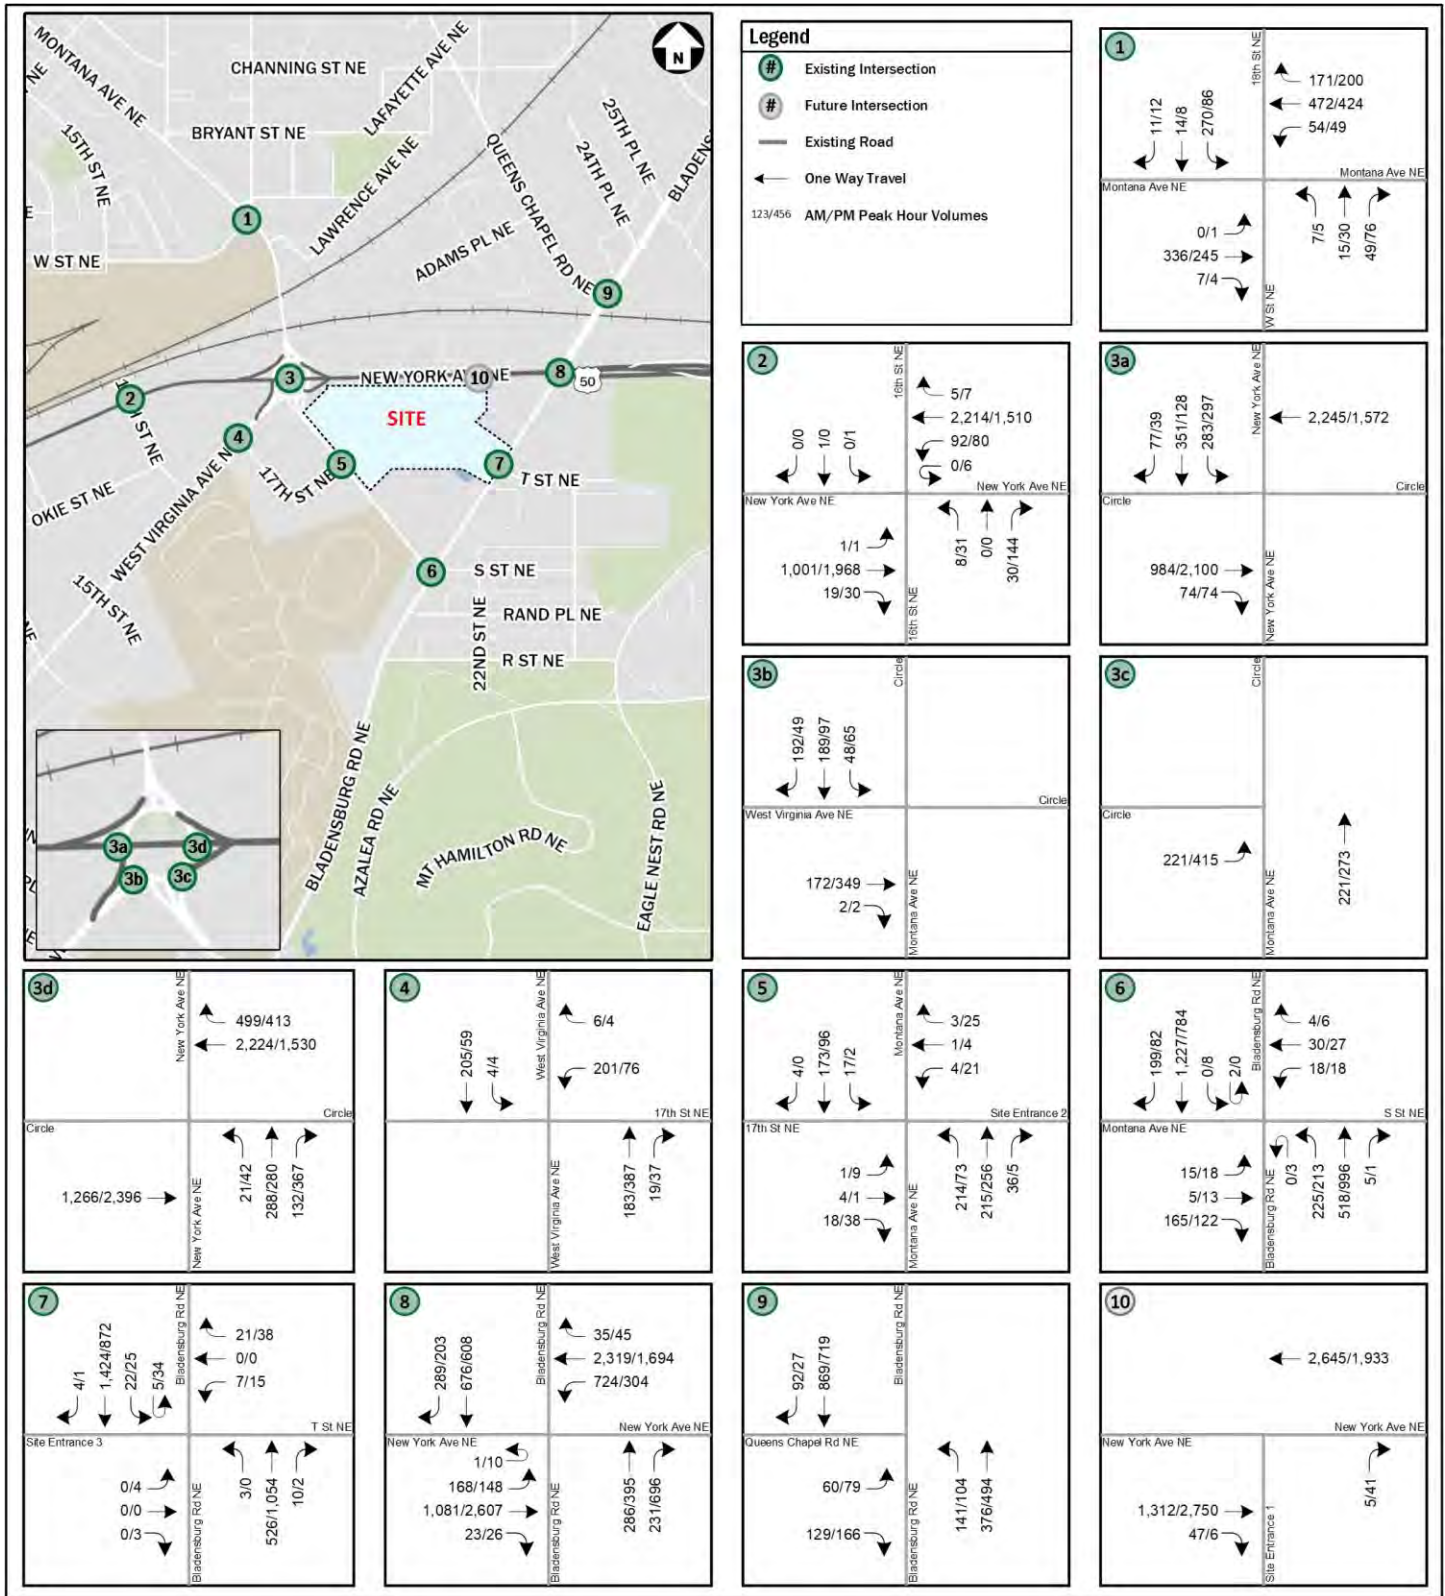 MONTANA AVE NE
CHANNING ST NE
LAFAYETTE AVE NE
N
15TH ST NE
BRYANT ST NE
LAWRENCE AVE NE
QUEENS CHAPEL RD NE
25TH PL NE
24TH PL NE
BLADENS
NE
E
1
W ST NE
ADAMS PL NE
9
3
NEW YORK A NE
10
8
50
2
H ST NE
SITE
4
5
7
T ST NE
17TH ST NE
OKIE ST NE
WEST VIRGINIA AVE N
6
S ST NE
15TH ST NE
22ND ST NE
RAND PL NE
R ST NE
NE
BLADENSBURG RD NE
AZALEA RD NE
MT HAMILTON RD NE
EAGLE NEST RD NE
3a
3d
3b
3c
Legend
# Existing Intersection
# Future Intersection
Existing Road
One Way Travel
123/456 AM/PM Peak Hour Volumes
1
18th St NE
11/12
14/8
270/86
171/200
472/424
54/49
Montana Ave NE
Montana Ave NE
0/1
336/245
7/4
W St NE
7/5
15/30
49/76
2
16th St NE
0/0
1/0
0/1
5/7
2,214/1,510
92/80
0/6
New York Ave NE
New York Ave NE
1/1
1,001/1,968
19/30
16th St NE
8/31
0/0
30/144
3a
New York Ave NE
77/39
351/128
283/297
2,245/1,572
Circle
Circle
984/2,100
74/74
New York Ave NE
3b
Circle
192/49
189/97
48/65
Circle
West Virginia Ave NE
172/349
2/2
Montana Ave NE
3c
Circle
Circle
221/415
Montana Ave NE
221/273
3d
New York Ave NE
499/413
2,224/1,530
Circle
Circle
1,266/2,396
New York Ave NE
21/42
288/280
132/367
4
West Virginia Ave NE
205/59
4/4
6/4
201/76
17th St NE
West Virginia Ave NE
183/387
19/37
5
Montana Ave NE
4/0
173/96
17/2
3/25
1/4
4/21
Site Entrance 2
17th St NE
1/9
4/1
18/38
Montana Ave NE
214/73
215/256
36/5
6
Bladensburg Rd NE
199/82
1,227/784
0/8
2/0
4/6
30/27
18/18
S St NE
Montana Ave NE
15/18
5/13
165/122
Bladensburg Rd NE
0/3
225/213
518/996
5/1
7
Bladensburg Rd NE
4/1
1,424/872
22/25
5/34
21/38
0/0
7/15
T St NE
Site Entrance 3
0/4
0/0
0/3
Bladensburg Rd NE
3/0
526/1,054
10/2
8
Bladensburg Rd NE
289/203
676/608
35/45
2,319/1,694
724/304
New York Ave NE
New York Ave NE
1/10
168/148
1,081/2,607
23/26
Bladensburg Rd NE
286/395
231/696
9
Bladensburg Rd NE
92/27
869/719
Queens Chapel Rd NE
60/79
129/166
Bladensburg Rd NE
141/104
376/494
10
2,645/1,933
New York Ave NE
New York Ave NE
1,312/2,750
47/6
Site Entrance 1
5/41